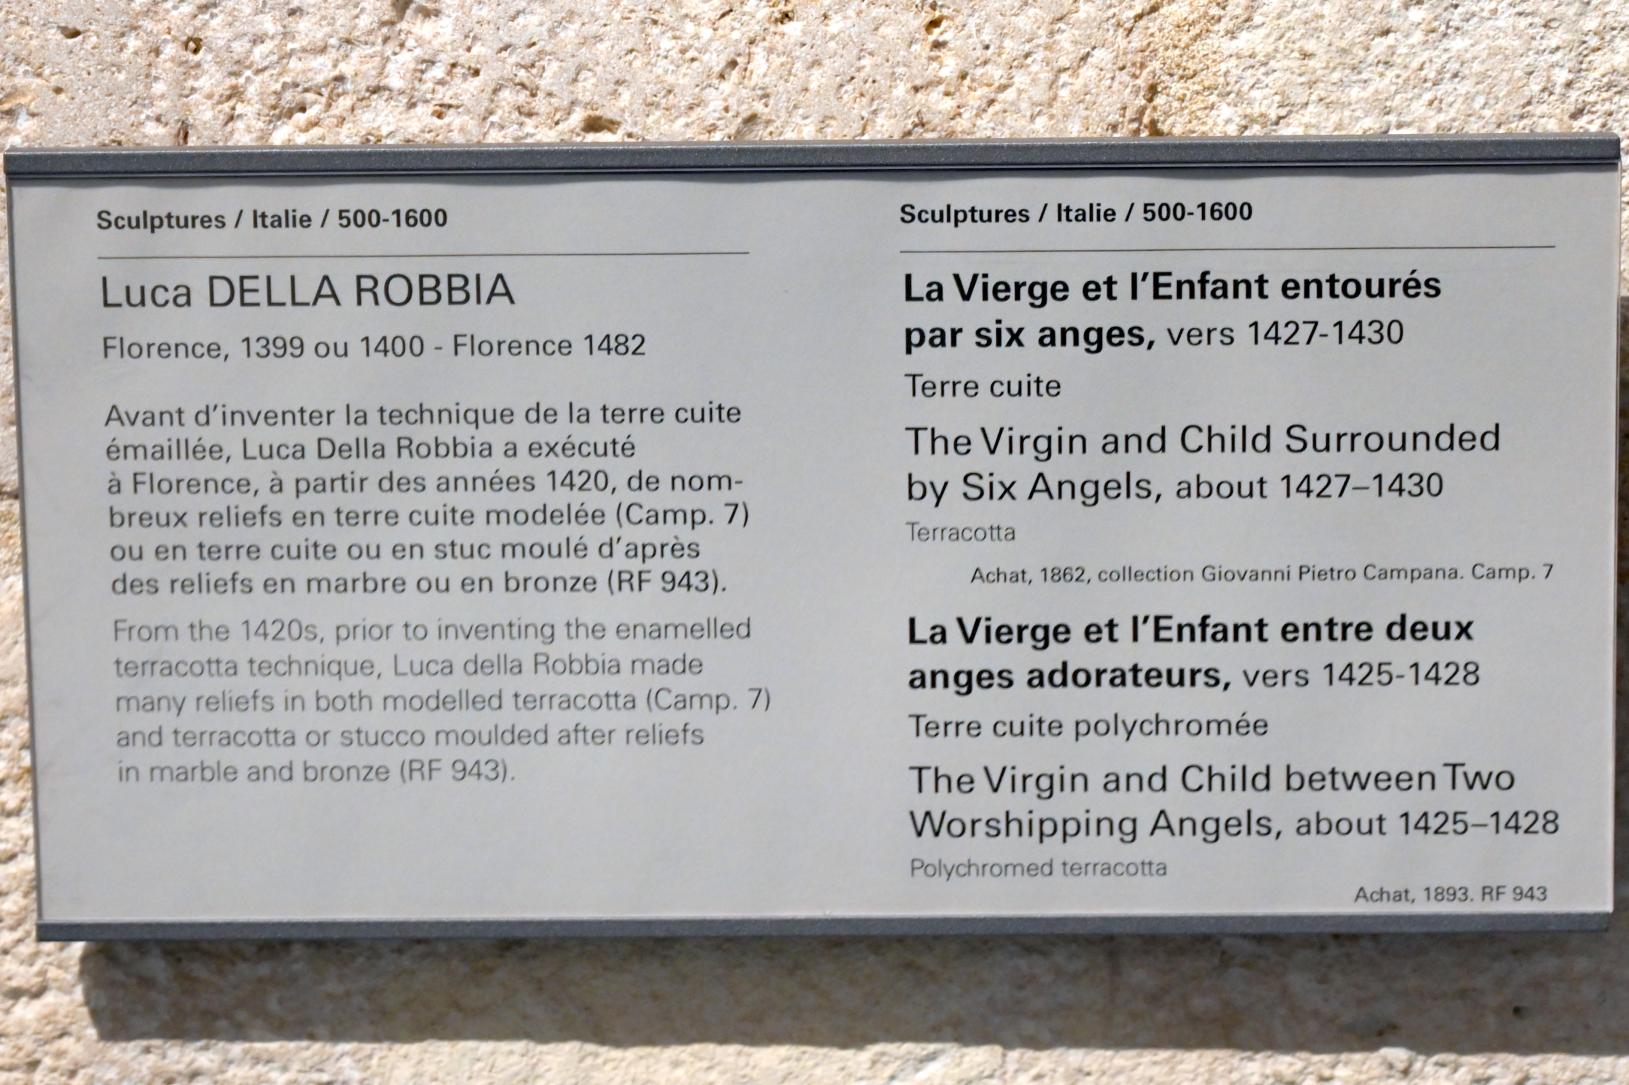 Sculptures / Italie / 500-1600
Luca DELLA ROBBIA
Florence, 1399 ou 1400 - Florence 1482
Avant d'inventer la technique de la terre cuite
émaillée, Luca Della Robbia a exécuté
à Florence, à partir des années 1420, de nom-
breux reliefs en terre cuite modelée (Camp. 7)
ou en terre cuite ou en stuc moulé d'après
des reliefs en marbre ou en bronze (RF 943).
From the 1420s, prior to inventing the enamelled
terracotta technique, Luca della Robbia made
many reliefs in both modelled terracotta (Camp. 7)
and terracotta or stucco moulded after reliefs
in marble and bronze (RF 943).
Sculptures / Italie / 500-1600
La Vierge et l'Enfant entourés
par six anges, vers 1427-1430
Terre cuite
The Virgin and Child Surrounded
by Six Angels, about 1427–1430
Terracotta
Achat, 1862, collection Giovanni Pietro Campana. Camp. 7
La Vierge et l'Enfant entre deux
anges adorateurs, vers 1425-1428
Terre cuite polychromée
The Virgin and Child between Two
Worshipping Angels, about 1425–1428
Polychromed terracotta
Achat, 1893. RF 943